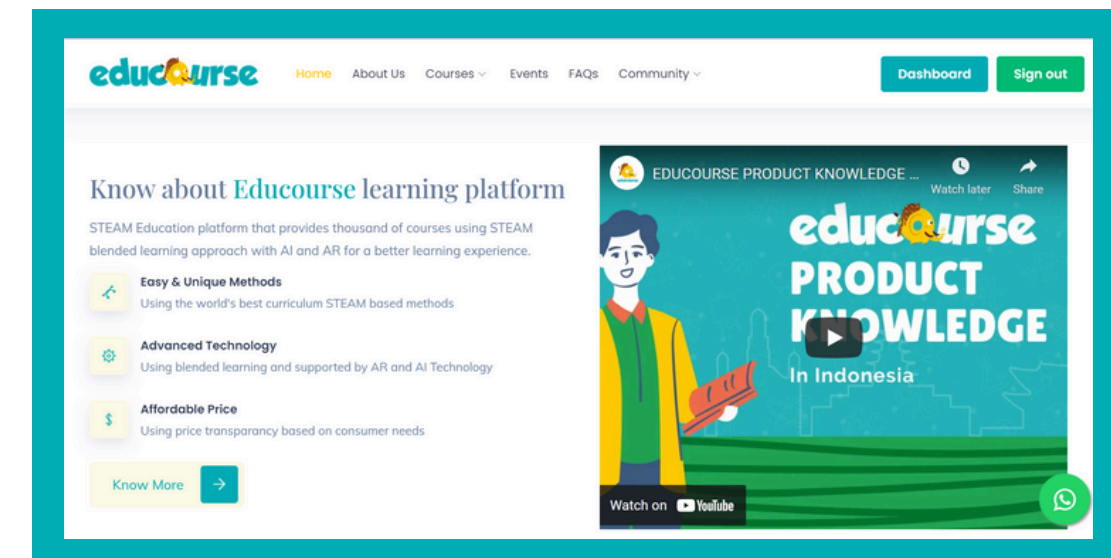 educourse
Home About Us Courses Events FAQs Community
Dashboard Sign out
Know about Educourse learning platform
STEAM Education platform that provides thousand of courses using STEAM
blended learning approach with AI and AR for a better learning experience.
Easy & Unique Methods
Using the world's best curriculum STEAM based methods
Advanced Technology
Using blended learning and supported by AR and AI Technology
$
Affordable Price
Using price transparancy based on consumer needs
Know More
EDUCOURSE PRODUCT KNOWLEDGE ...
Watch later Share
educourse
PRODUCT
KNOWLEDGE
In Indonesia
Watch on YouTube